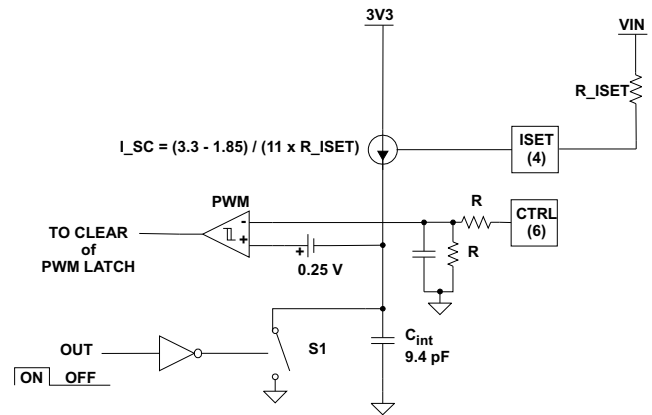 3V3
VIN
R_ISET
I_SC = (3.3 - 1.85) / (11 x R_ISET)
ISET
(4)
PWM
R
CTRL
(6)
-
+
TO CLEAR
of
PWM LATCH
+
0.25 V
R
OUT
S1
Cint
9.4 pF
ON OFF